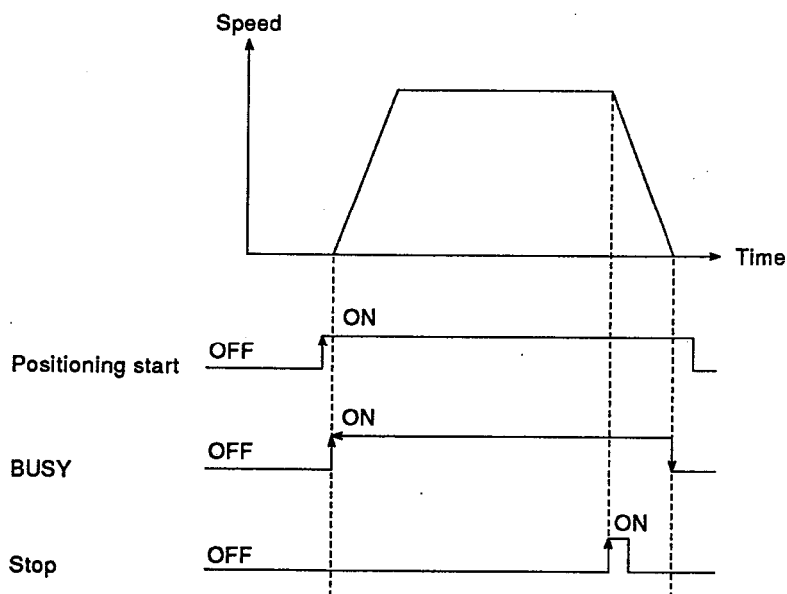 Speed
Time
ON
OFF
Positioning start
ON
OFF
BUSY
ON
OFF
Stop